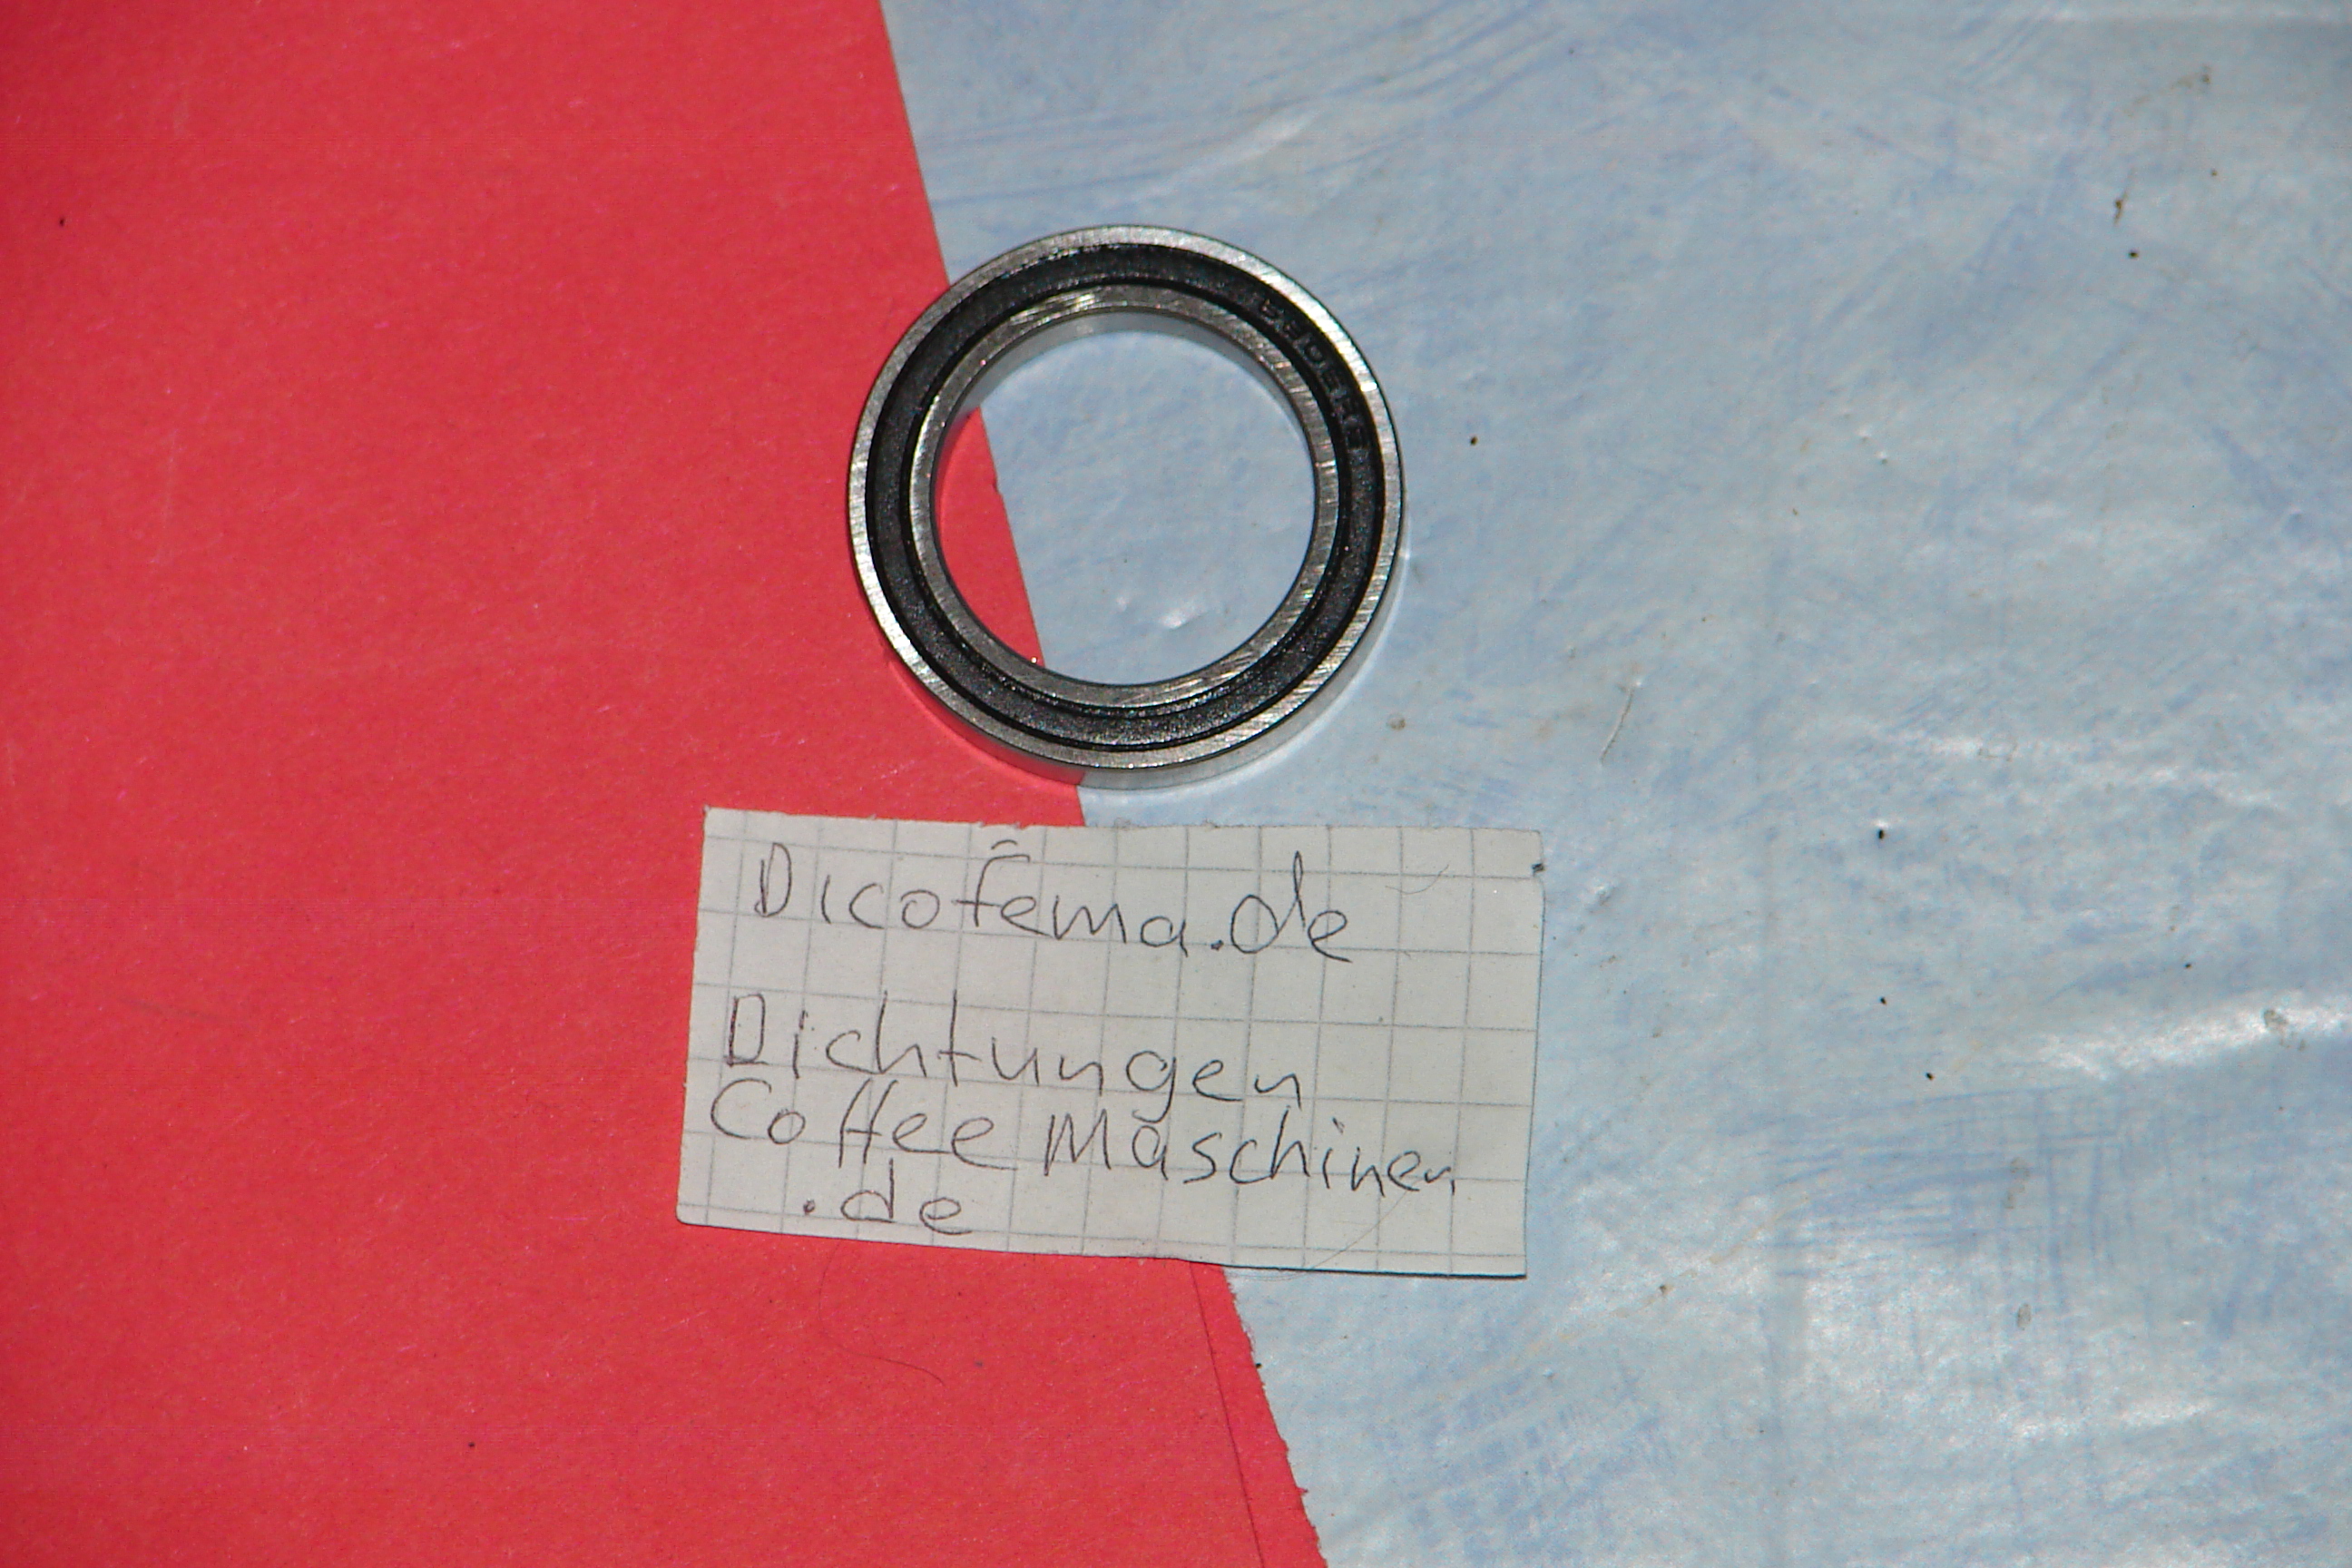 Dicofema.de
Dichtungen
Coffee Maschinen
.de